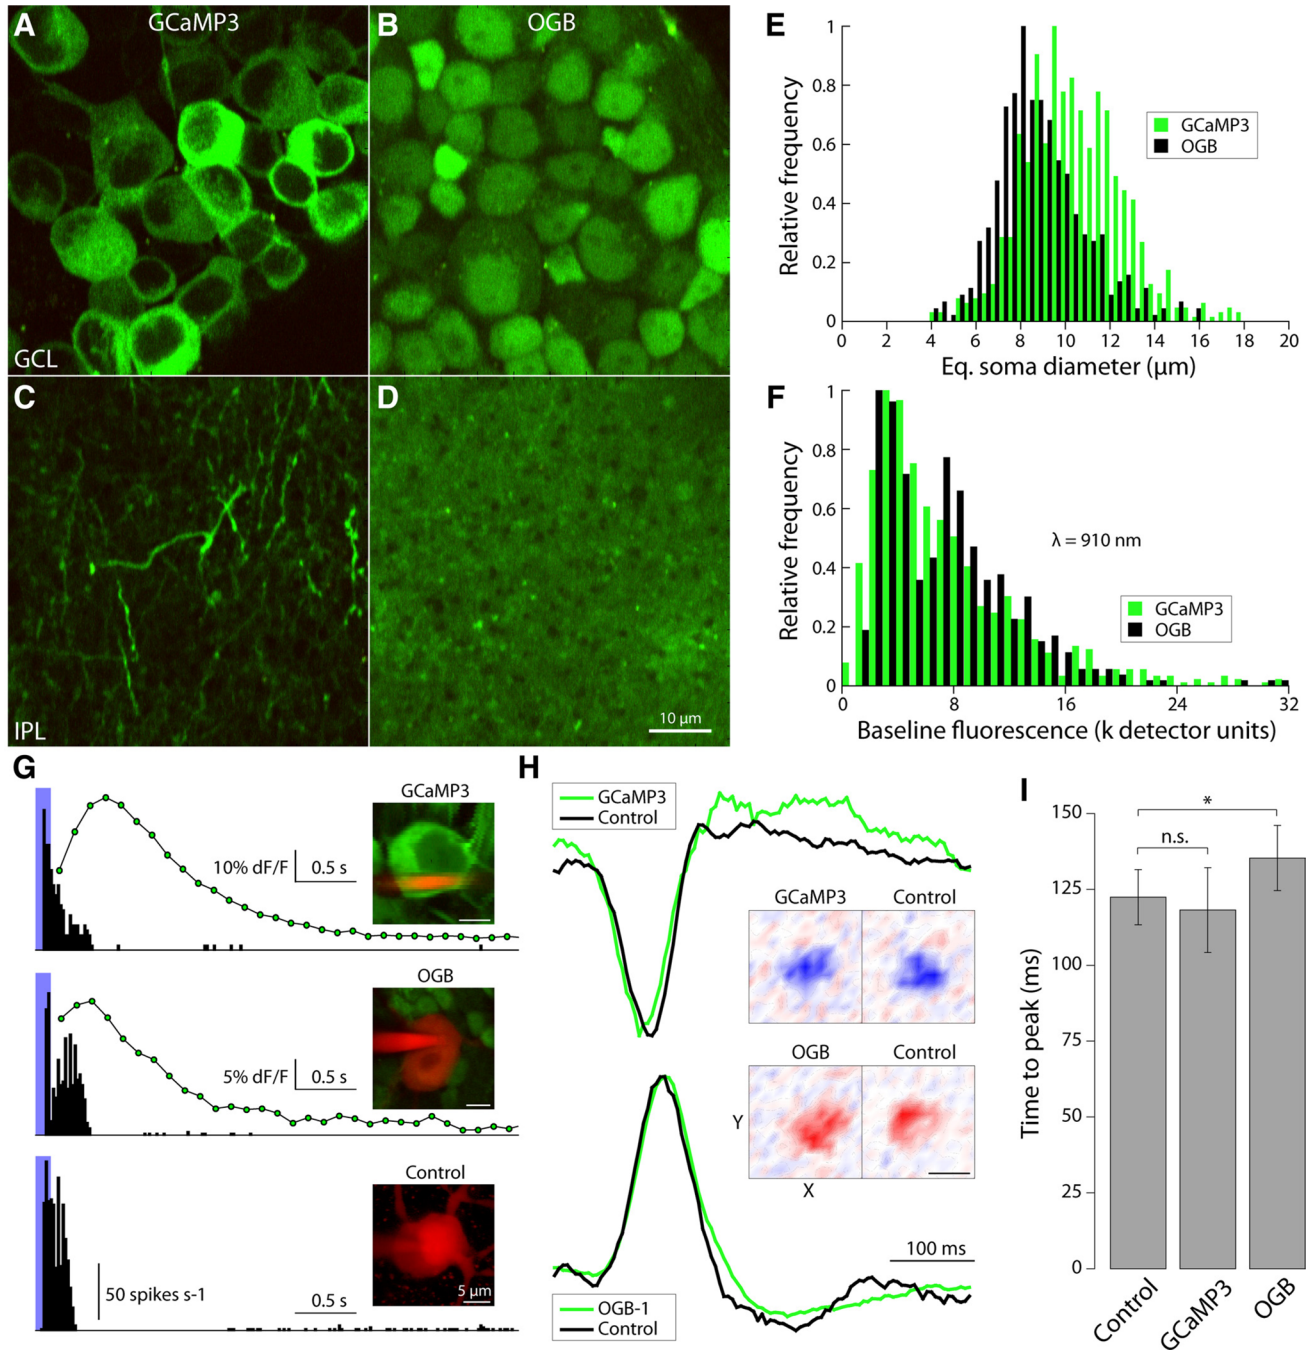 A GCaMP3
B OGB
GCL
C
IPL
D
10 µm
E
Relative frequency
1
0.8
0.6
0.4
0.2
0
GCaMP3
OGB
0 2 4 6 8 10 12 14 16 18 20
Eq. soma diameter (µm)
F
Relative frequency
1
0.8
0.6
0.4
0.2
0
λ = 910 nm
GCaMP3
OGB
0 8 16 24 32
Baseline fluorescence (k detector units)
G
GCaMP3
10% dF/F 0.5 s
OGB
5% dF/F 0.5 s
Control
50 spikes s-1
0.5 s
5 µm
H
GCaMP3
Control
GCaMP3 Control
OGB Control
Y
X
100 ms
OGB-1
Control
I
Time to peak (ms)
150
125
100
75
50
25
0
*
n.s.
Control
GCaMP3
OGB